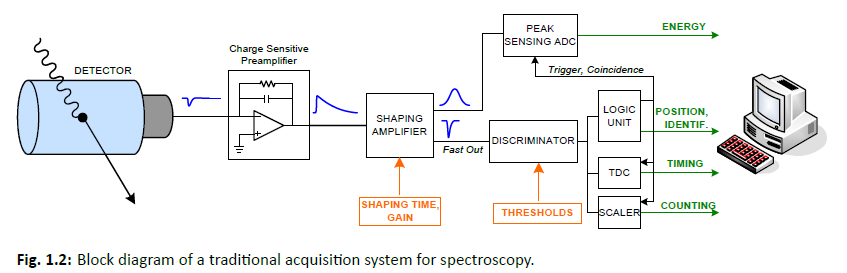 DETECTOR
Charge Sensitive
Preamplifier
-
+
SHAPING
AMPLIFIER
Fast Out
SHAPING TIME,
GAIN
PEAK
SENSING ADC
Trigger, Coincidence
DISCRIMINATOR
THRESHOLDS
LOGIC
UNIT
TDC
SCALER
ENERGY
POSITION,
IDENTIF.
TIMING
COUNTING
Fig. 1.2: Block diagram of a traditional acquisition system for spectroscopy.